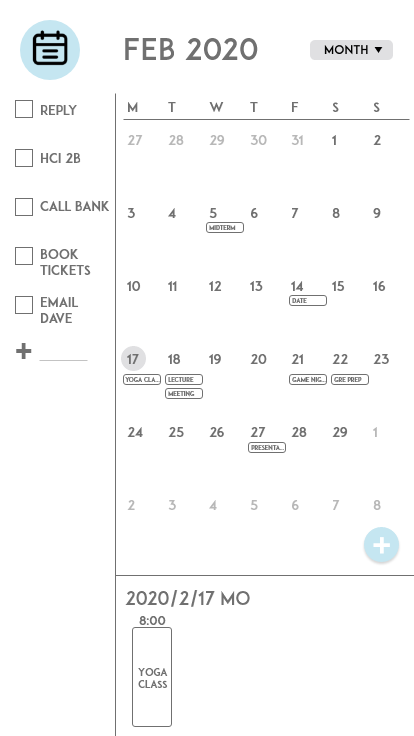 FEB 2020
MONTH
REPLY
HCI 2B
CALL BANK
BOOK
TICKETS
EMAIL
DAVE
+
M T W T F S S
27 28 29 30 31 1 2
3 4 5 6 7 8 9
MIDTERM
10 11 12 13 14 15 16
DATE
17 18 19 20 21 22 23
YOGA CLA... LECTURE GAME NIG... GRE PREP
MEETING
24 25 26 27 28 29 1
PRESENTA...
2 3 4 5 6 7 8
+
2020/2/17 MO
8:00
YOGA
CLASS